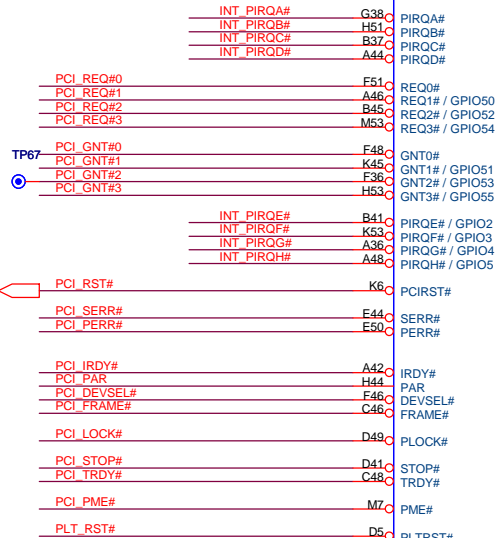 INT_PIRQA# G38 PIRQA#
INT_PIRQB# H51 PIRQB#
INT_PIRQC# B37 PIRQC#
INT_PIRQD# A44 PIRQD#
PCI_REQ#0 F51 REQ0#
PCI_REQ#1 A46 REQ1# / GPIO50
PCI_REQ#2 B45 REQ2# / GPIO52
PCI_REQ#3 M53 REQ3# / GPIO54
TP67 PCI_GNT#0 F48 GNT0#
PCI_GNT#1 K45 GNT1# / GPIO51
PCI_GNT#2 F36 GNT2# / GPIO53
PCI_GNT#3 H53 GNT3# / GPIO55
INT_PIRQE# B41 PIRQE# / GPIO2
INT_PIRQF# K53 PIRQF# / GPIO3
INT_PIRQG# A36 PIRQG# / GPIO4
INT_PIRQH# A48 PIRQH# / GPIO5
PCI_RST# K6 PCIRST#
PCI_SERR# E44 SERR#
PCI_PERR# E50 PERR#
PCI_IRDY# A42 IRDY#
PCI_PAR H44 PAR
PCI_DEVSEL# F46 DEVSEL#
PCI_FRAME# C46 FRAME#
PCI_LOCK# D49 PLOCK#
PCI_STOP# D41 STOP#
PCI_TRDY# C48 TRDY#
PCI_PME# M7 PME#
PLT_RST# D5 PLTRST#